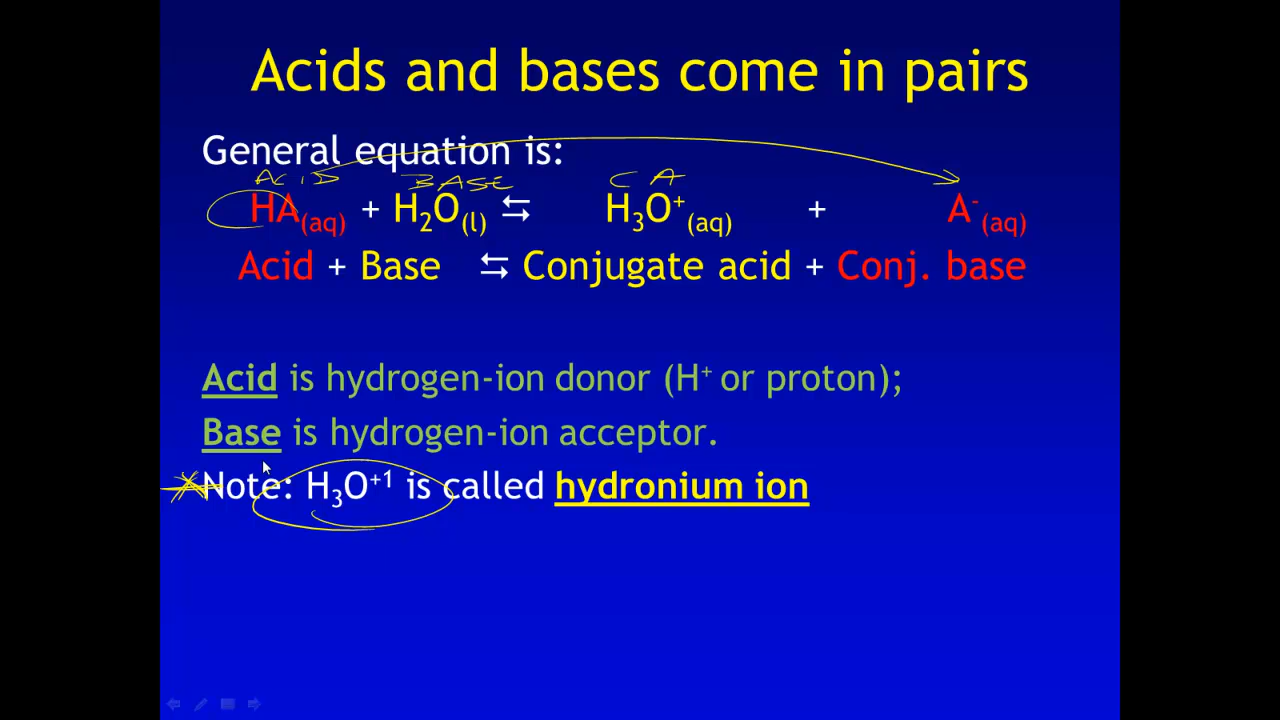 Acids and bases come in pairs
General equation is:
ACID BASE CA
HA(aq) + H₂O(l) ⇆ H₃O⁺(aq) + A⁻(aq)
Acid + Base ⇆ Conjugate acid + Conj. base
Acid is hydrogen-ion donor (H⁺ or proton);
Base is hydrogen-ion acceptor.
Note: H₃O⁺¹ is called hydronium ion